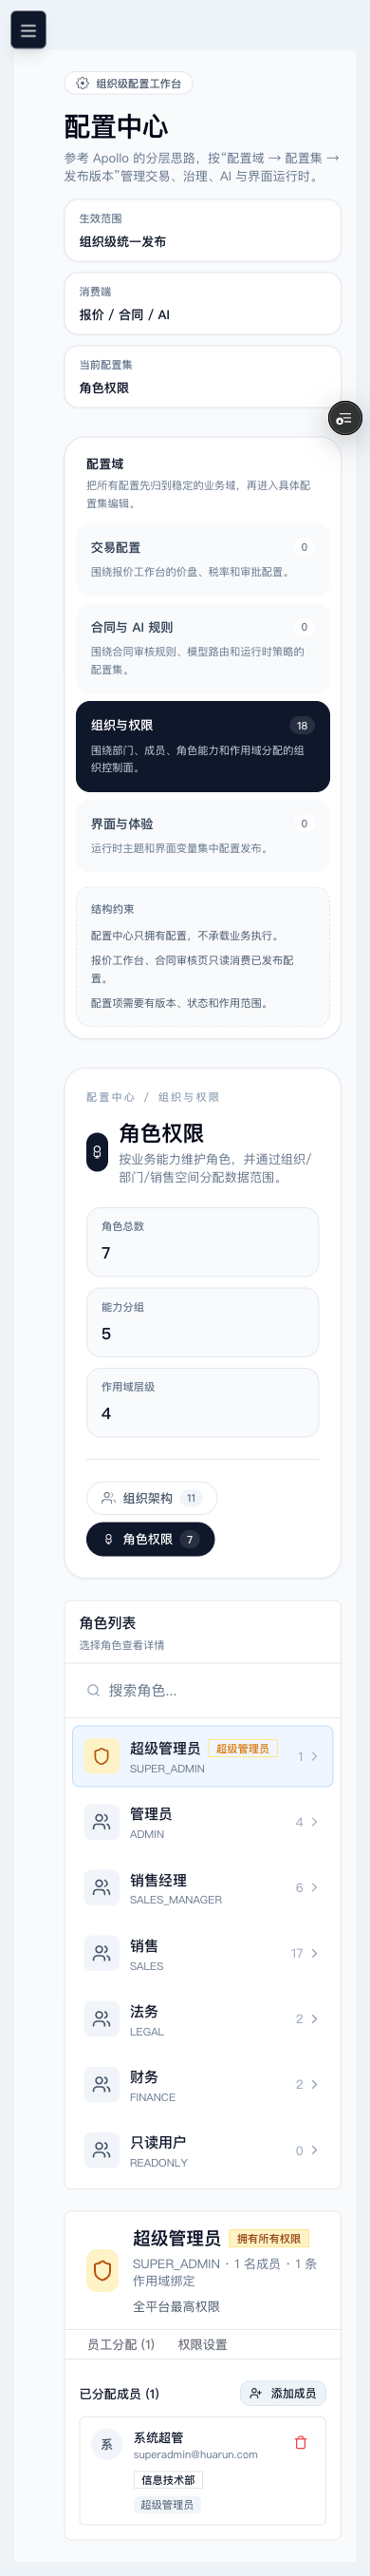 组织级配置工作台
配置中心
参考 Apollo 的分层思路，按“配置域 → 配置集 →
发布版本”管理交易、治理、AI 与界面运行时。
生效范围
组织级统一发布
消费端
报价 / 合同 / AI
当前配置集
角色权限
配置域
把所有配置先归到稳定的业务域，再进入具体配
置集编辑。
交易配置 0
围绕报价工作台的价盘、税率和审批配置。
合同与 AI 规则 0
围绕合同审核规则、模型路由和运行时策略的
配置集。
组织与权限 18
围绕部门、成员、角色能力和作用域分配的组
织控制面。
界面与体验 0
运行时主题和界面变量集中配置发布。
结构约束
配置中心只拥有配置，不承载业务执行。
报价工作台、合同审核页只读消费已发布配
置。
配置项需要有版本、状态和作用范围。
配置中心 / 组织与权限
角色权限
按业务能力维护角色，并通过组织/
部门/销售空间分配数据范围。
角色总数
7
能力分组
5
作用域层级
4
组织架构 11
角色权限 7
角色列表
选择角色查看详情
搜索角色...
超级管理员 超级管理员 1
SUPER_ADMIN
管理员 4
ADMIN
销售经理 6
SALES_MANAGER
销售 17
SALES
法务 2
LEGAL
财务 2
FINANCE
只读用户 0
READONLY
超级管理员 拥有所有权限
SUPER_ADMIN · 1 名成员 · 1 条
作用域绑定
全平台最高权限
员工分配 (1) 权限设置
已分配成员 (1) 添加成员
系 系统超管
superadmin@huarun.com
信息技术部
超级管理员